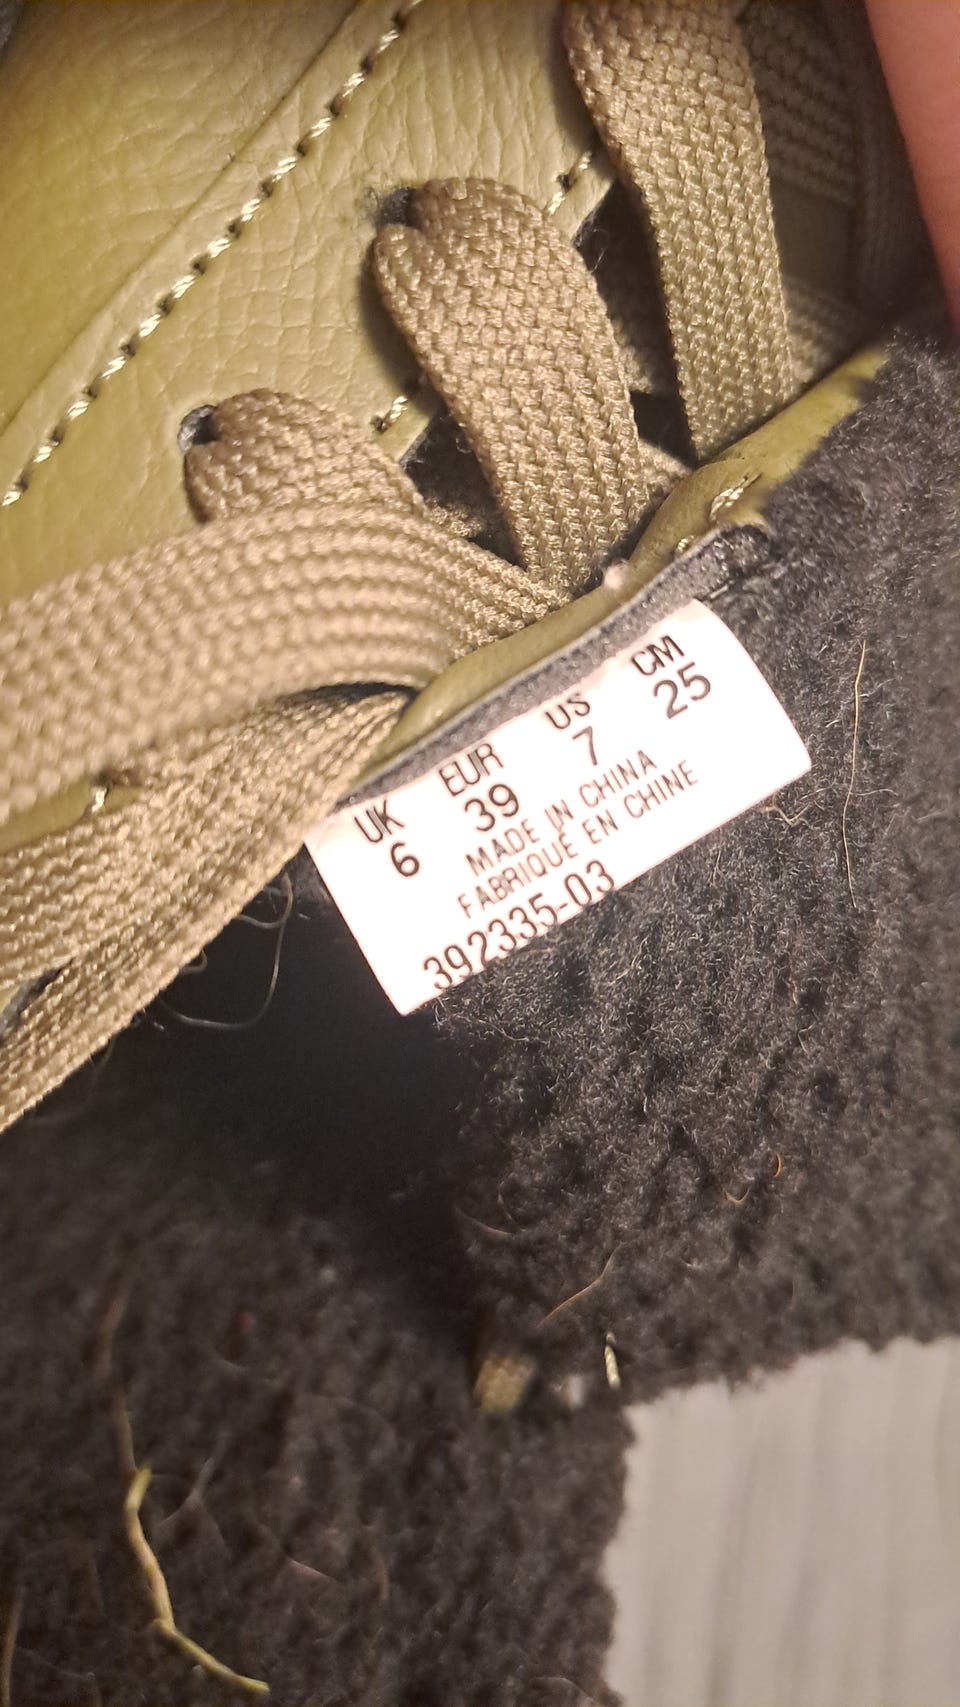 UK EUR US CM
6 39 7 25
MADE IN CHINA
FABRIQUÉ EN CHINE
392335-03